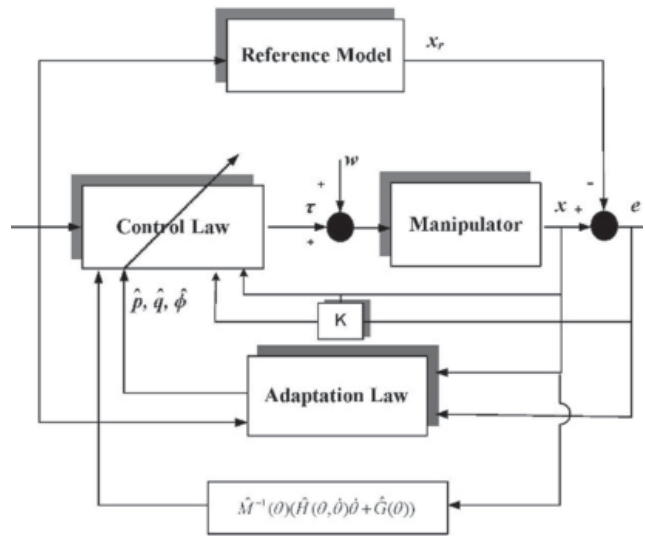 Reference Model
x_r
w
+
τ
+
Control Law
Manipulator
x
+
-
e
p̂, q̂, φ̂
K
Adaptation Law
M̂⁻¹(θ)(Ĥ(θ,θ̇)θ̇+Ĝ(θ))